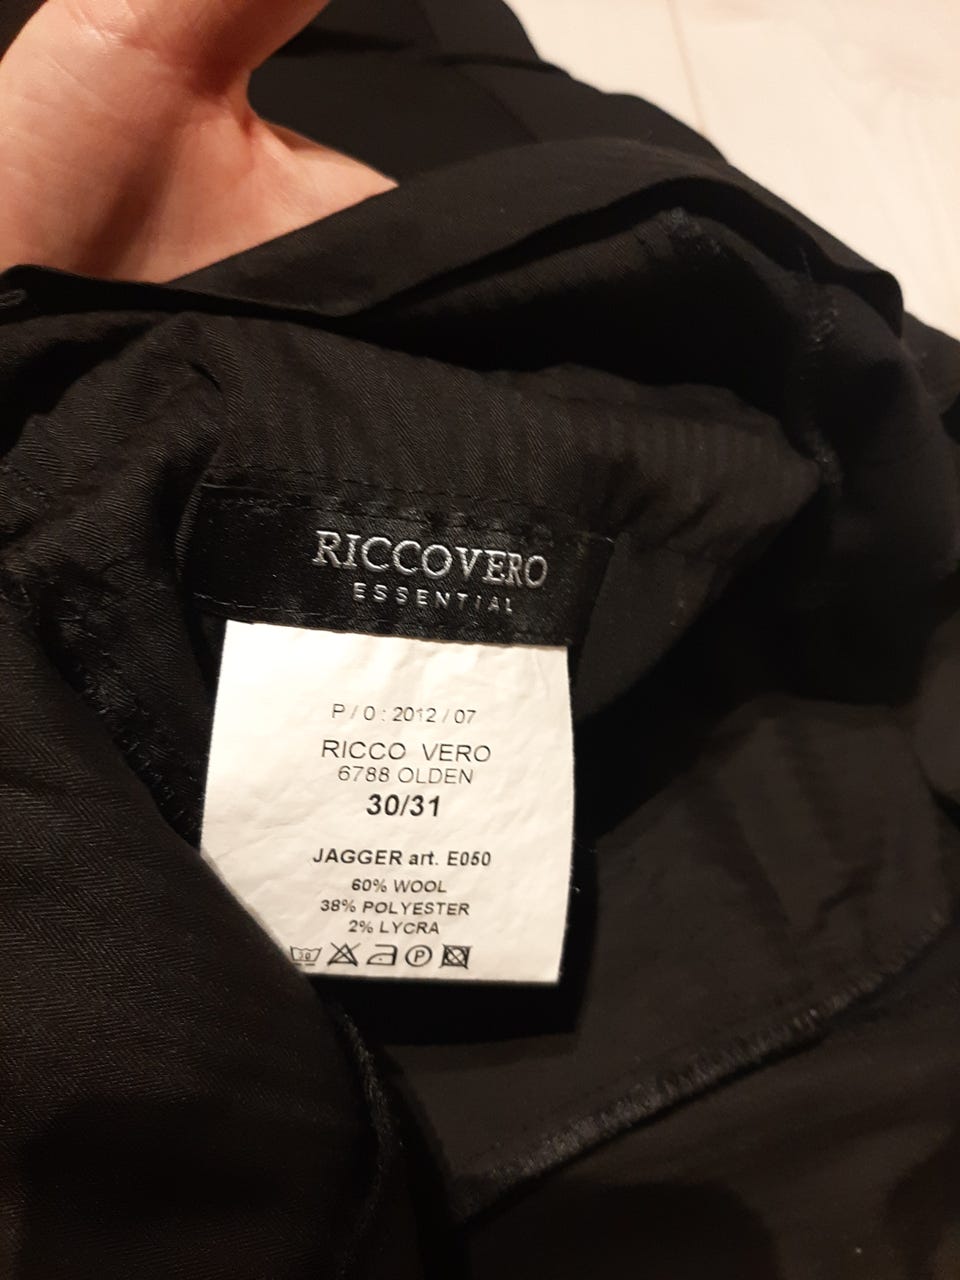 RICCOVERO
ESSENTIAL
P/O: 2012/07
RICCO VERO
6788 OLDEN
30/31
JAGGER art. E050
60% WOOL
38% POLYESTER
2% LYCRA
30 P